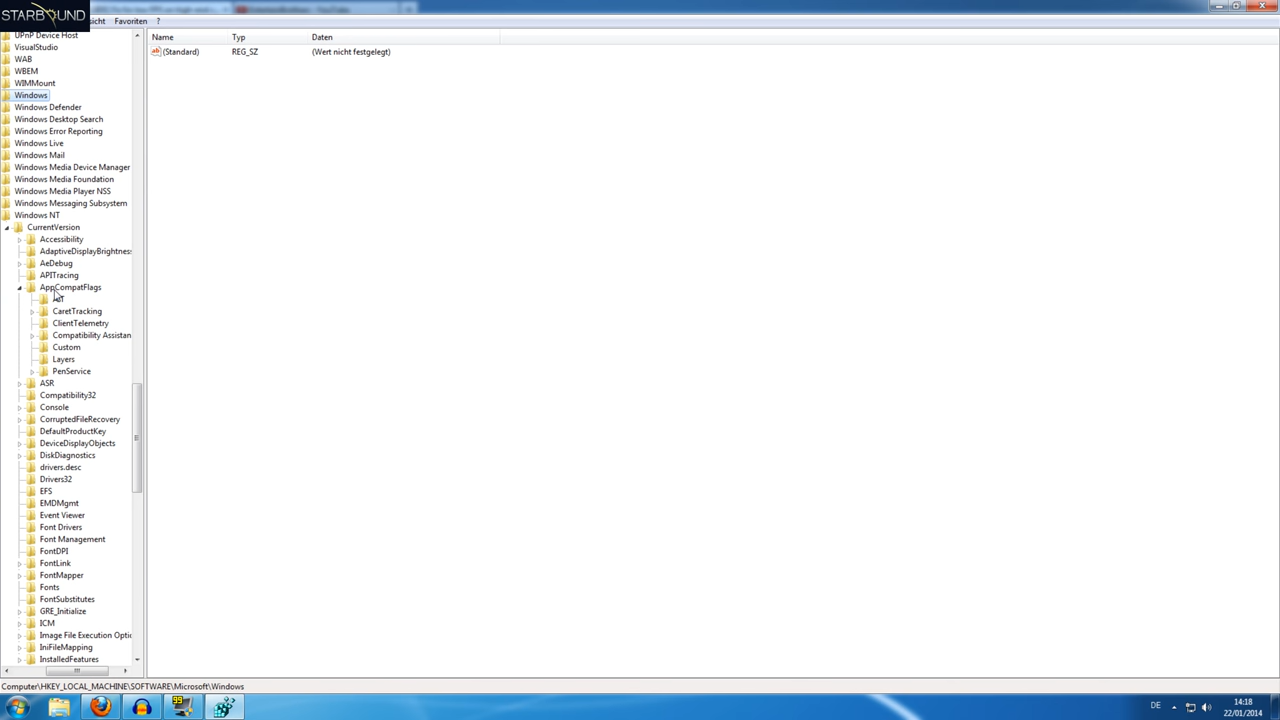 STARBOUND
sicht Favoriten ?
UPnP Device Host
VisualStudio
WAB
WBEM
WIMMount
Windows
Windows Defender
Windows Desktop Search
Windows Error Reporting
Windows Live
Windows Mail
Windows Media Device Manager
Windows Media Foundation
Windows Media Player NSS
Windows Messaging Subsystem
Windows NT
CurrentVersion
Accessibility
AdaptiveDisplayBrightness
AeDebug
APITracing
AppCompatFlags
CaretTracking
ClientTelemetry
Compatibility Assistan
Custom
Layers
PenService
ASR
Compatibility32
Console
CorruptedFileRecovery
DefaultProductKey
DeviceDisplayObjects
DiskDiagnostics
drivers.desc
Drivers32
EFS
EMDMgmt
Event Viewer
Font Drivers
Font Management
FontDPI
FontLink
FontMapper
Fonts
FontSubstitutes
GRE_Initialize
ICM
Image File Execution Optio
IniFileMapping
InstalledFeatures
Name Typ Daten
(Standard) REG_SZ (Wert nicht festgelegt)
Computer\HKEY_LOCAL_MACHINE\SOFTWARE\Microsoft\Windows
99
DE 14:18
22/01/2014